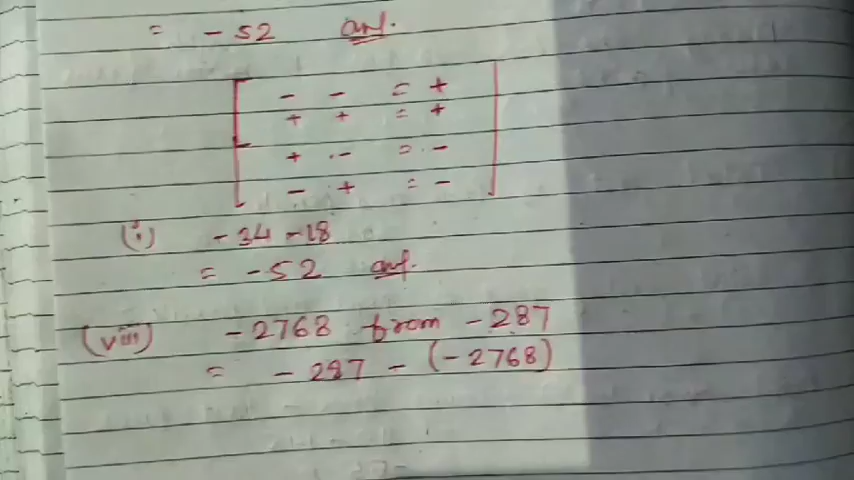 = -52 ans.
- - = +
+ + = +
+ - = -
- + = -
(i) -34 -18
= -52 ans.
(viii) -2768 from -287
= -287 - (-2768)